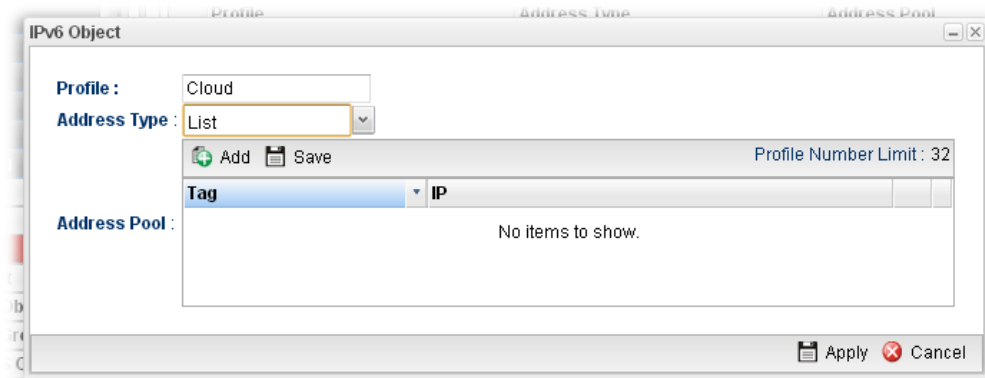 Profile Address Type Address Pool
IPv6 Object
Profile : Cloud
Address Type : List
Add Save Profile Number Limit : 32
Tag IP
Address Pool : No items to show.
Apply Cancel